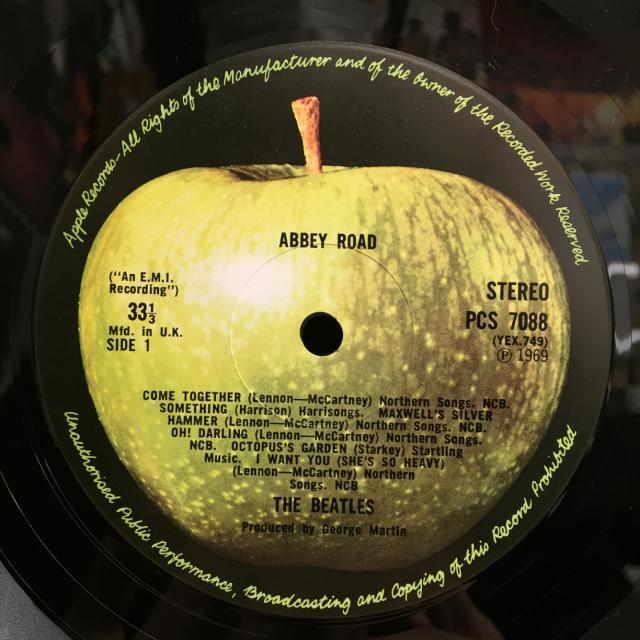 Apple Records-All Rights of the Manufacturer and of the Owner of the Recorded Work Reserved
ABBEY ROAD
("An E.M.I.
Recording")
33⅓
Mfd. in U.K.
SIDE 1
STEREO
PCS 7088
(YEX.749)
℗ 1969
COME TOGETHER (Lennon—McCartney) Northern Songs. NCB.
SOMETHING (Harrison) Harrisongs. MAXWELL'S SILVER
HAMMER (Lennon—McCartney) Northern Songs. NCB.
OH! DARLING (Lennon—McCartney) Northern Songs.
NCB. OCTOPUS'S GARDEN (Starkey) Startling
Music. I WANT YOU (SHE'S SO HEAVY)
(Lennon—McCartney) Northern
Songs. NCB
THE BEATLES
Produced by George Martin
Unauthorised Public Performance, Broadcasting and Copying of this Record Prohibited